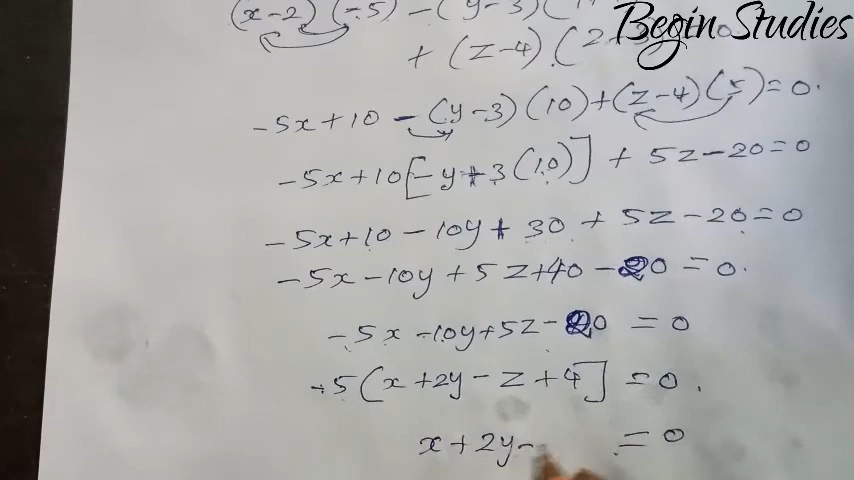 (x-2)(-5) - (y-3)(
Begin Studies
+ (z-4)(2
-5x+10 - (y-3)(10)+(z-4)(5)=0.
-5x+10[-y+3(10)] + 5z-20=0
-5x+10-10y+30+5z-20=0
-5x-10y+5z+40-20=0.
-5x-10y+5z-20=0
-5(x+2y-z+4]=0.
x+2y- =0